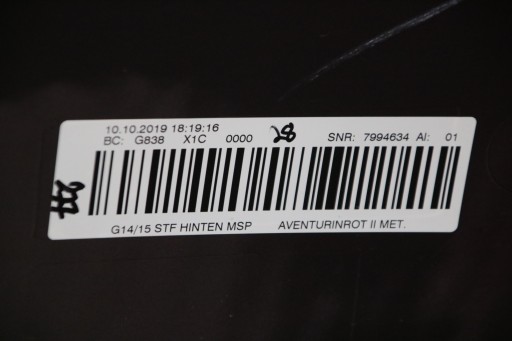 10.10.2019 18:19:16
BC: G838 X1C 0000 SNR: 7994634 AI: 01
G14/15 STF HINTEN MSP AVENTURINROT II MET.